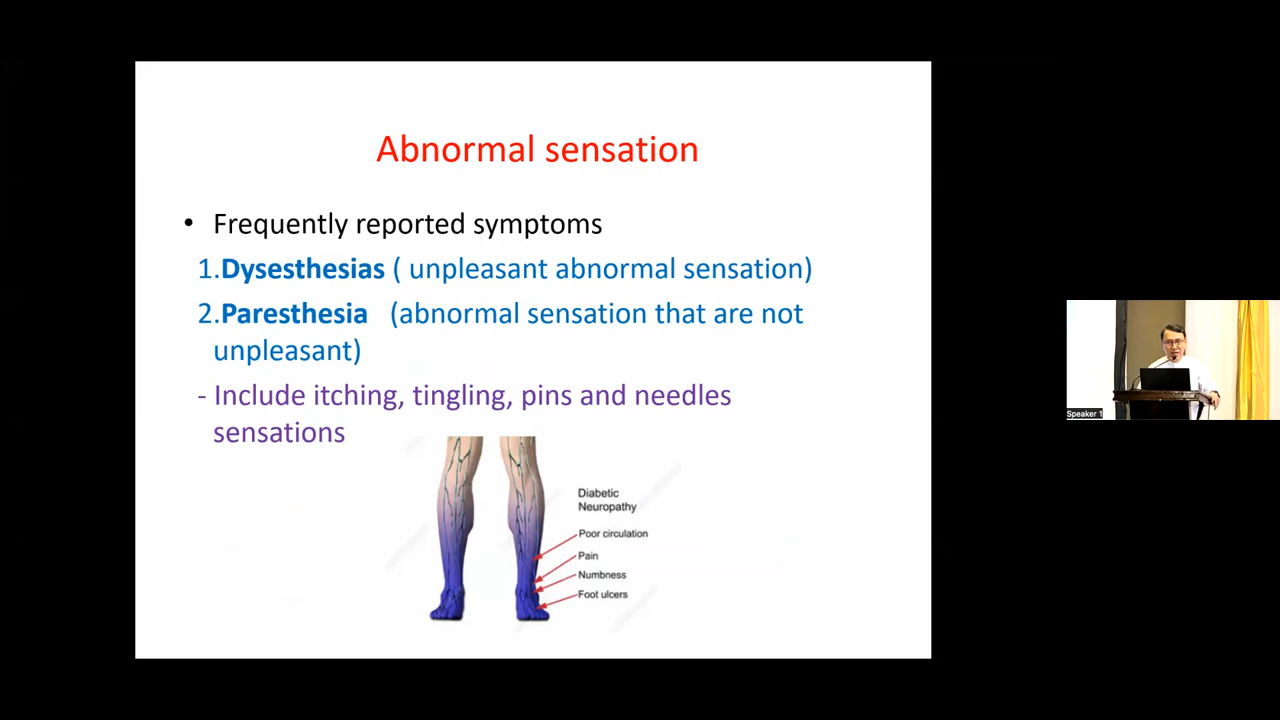 Abnormal sensation
• Frequently reported symptoms
1.Dysesthesias ( unpleasant abnormal sensation)
2.Paresthesia (abnormal sensation that are not
unpleasant)
- Include itching, tingling, pins and needles
sensations
Diabetic
Neuropathy
Poor circulation
Pain
Numbness
Foot ulcers
Speaker 1